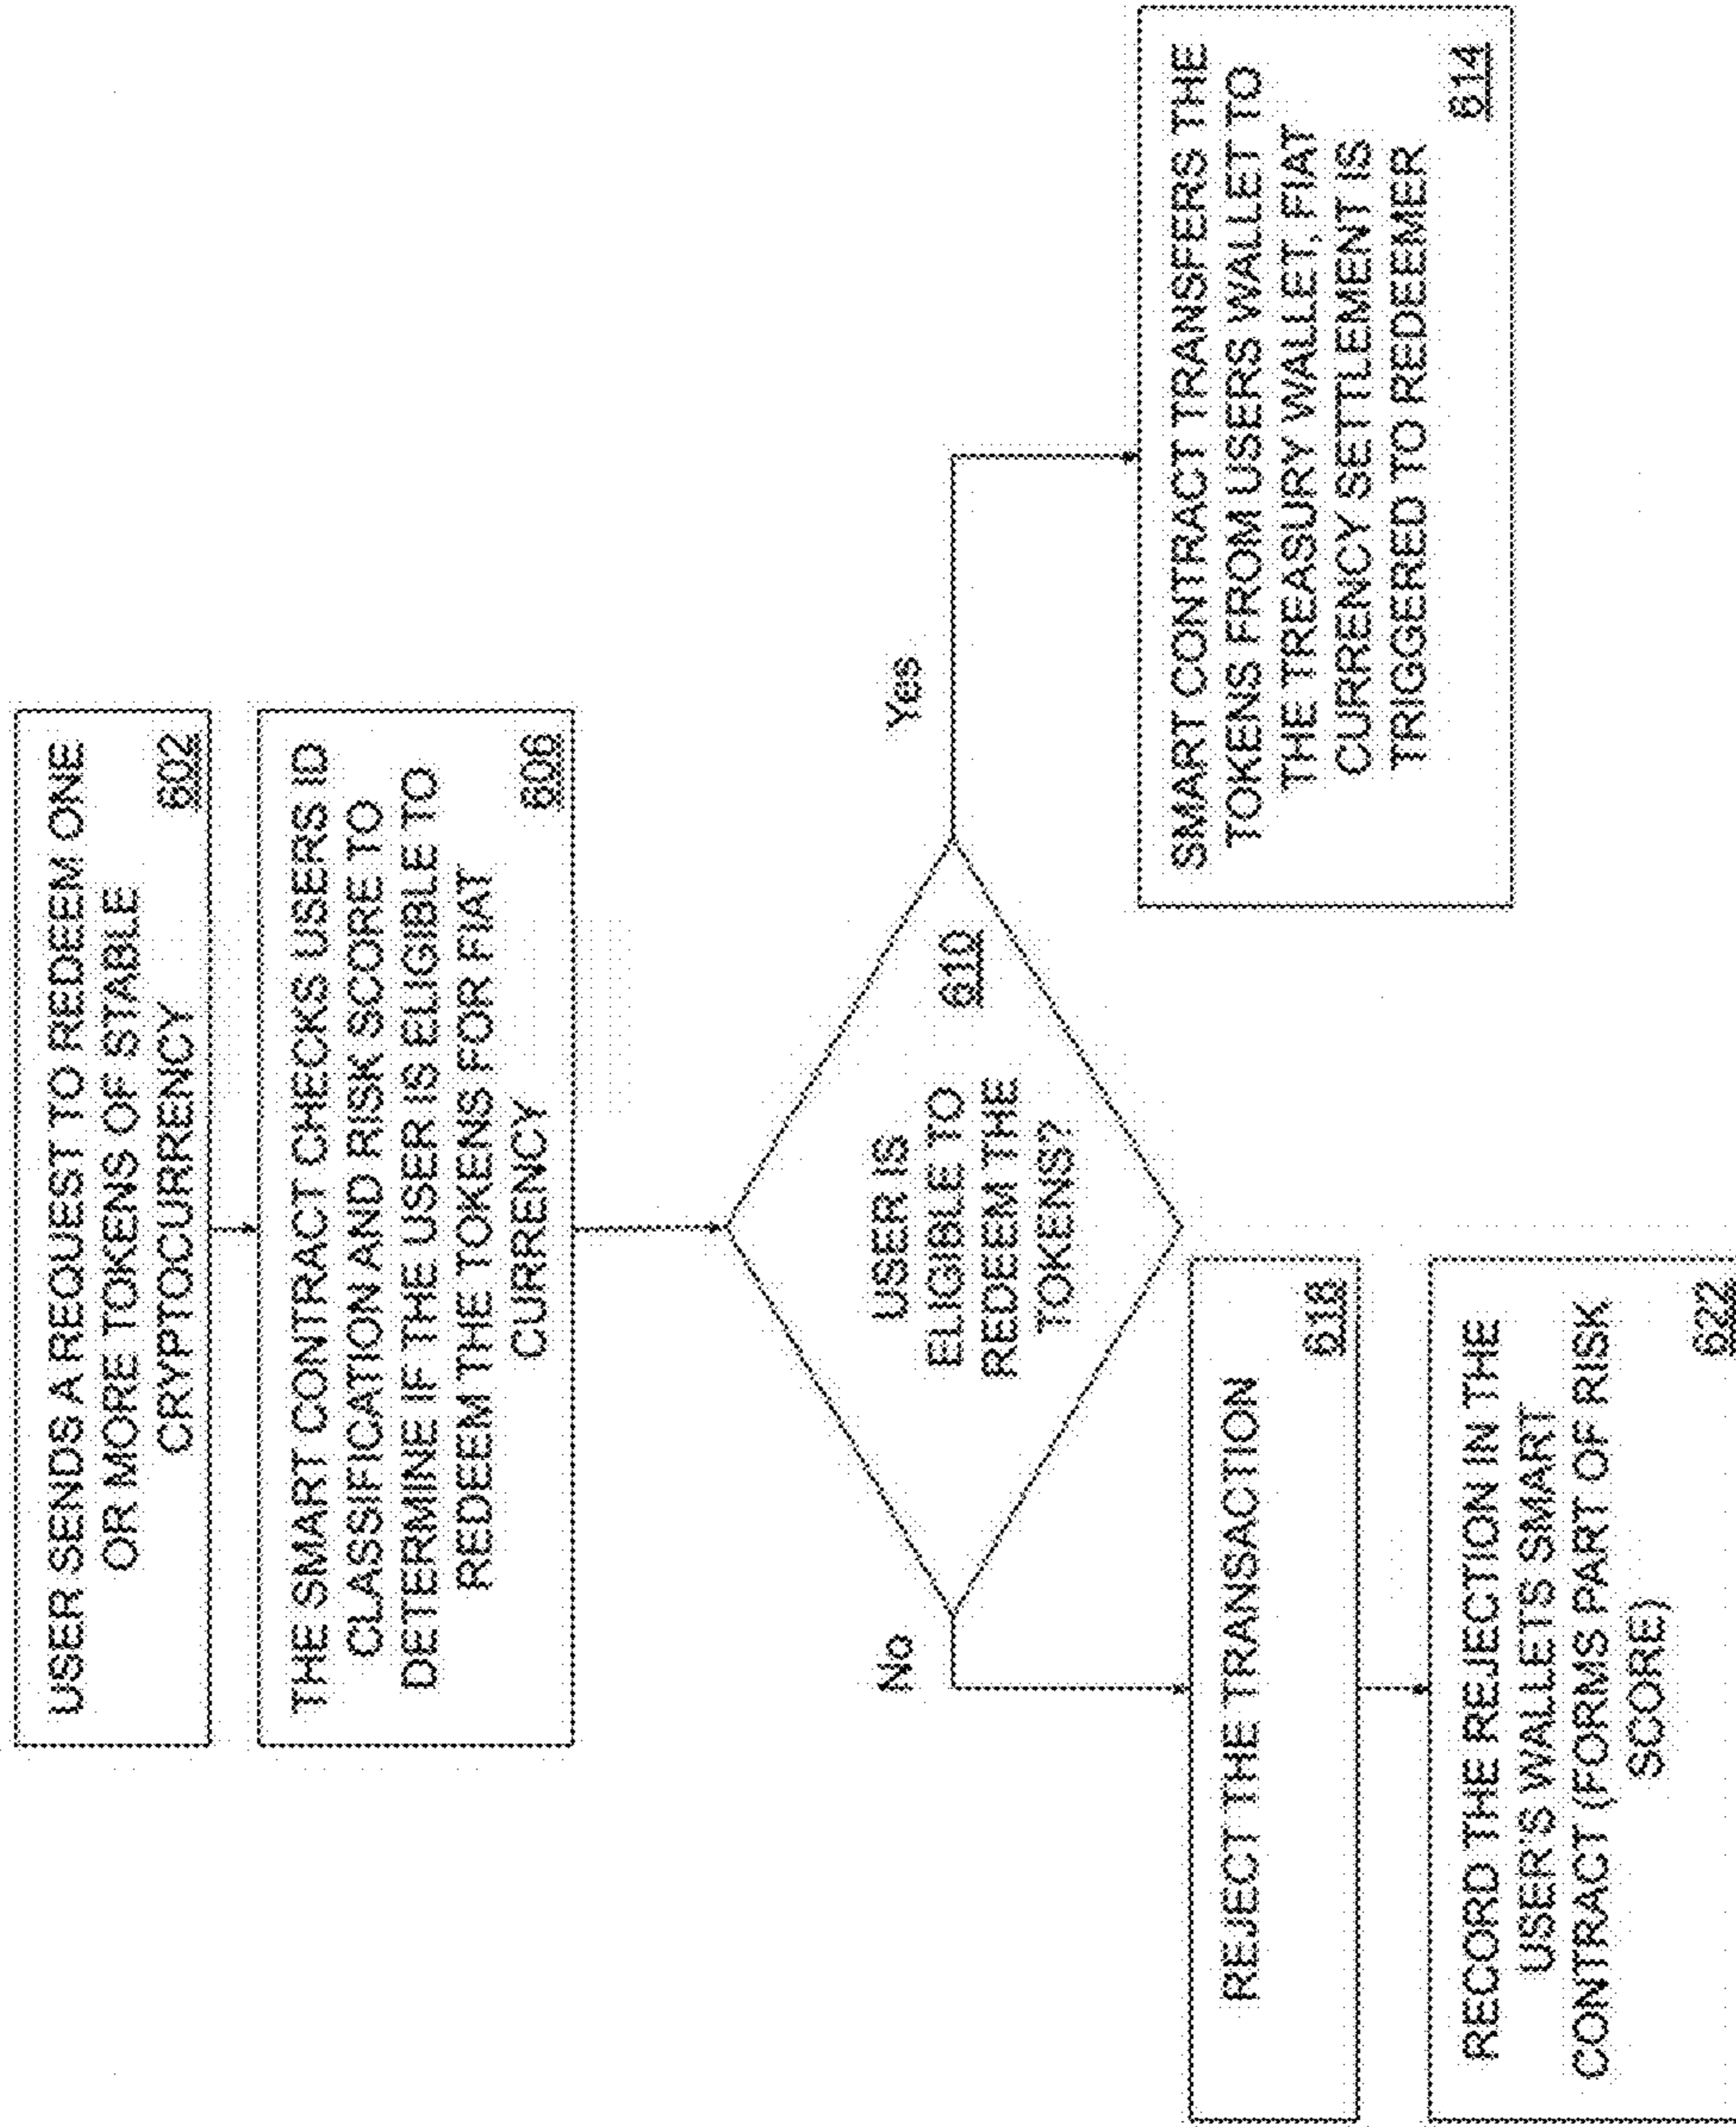 USER SENDS A REQUEST TO REDEEM ONE
OR MORE TOKENS OF STABLE
CRYPTOCURRENCY
602
THE SMART CONTRACT CHECKS USERS ID
CLASSIFICATION AND RISK SCORE TO
DETERMINE IF THE USER IS ELIGIBLE TO
REDEEM THE TOKENS FOR FIAT
CURRENCY
606
USER IS
ELIGIBLE TO
REDEEM THE
TOKENS?
610
No
Yes
REJECT THE TRANSACTION
618
RECORD THE REJECTION IN THE
USER'S WALLETS SMART
CONTRACT (FORMS PART OF RISK
SCORE)
622
SMART CONTRACT TRANSFERS THE
TOKENS FROM USERS WALLET TO
THE TREASURY WALLET, FIAT
CURRENCY SETTLEMENT IS
TRIGGERED TO REDEEMER
614